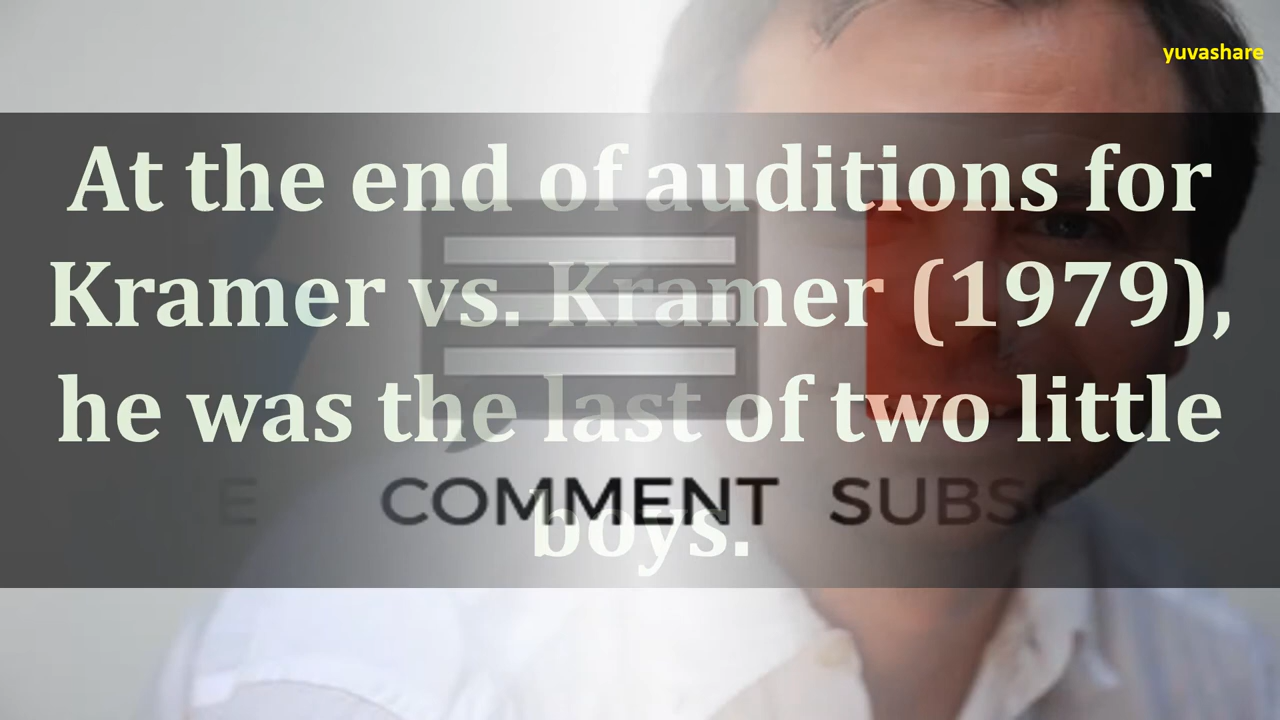 yuvashare
At the end of auditions for
Kramer vs. Kramer (1979),
he was the last of two little
boys.
E COMMENT SUBSC